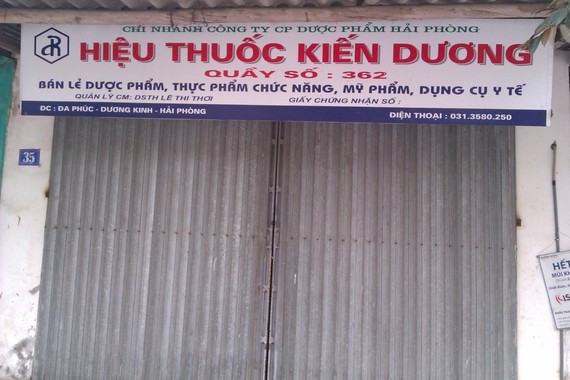 CHI NHÁNH CÔNG TY CP DƯỢC PHẨM HẢI PHÒNG
HIỆU THUỐC KIẾN DƯƠNG
QUẦY SỐ : 362
BÁN LẺ DƯỢC PHẨM, THỰC PHẨM CHỨC NĂNG, MỸ PHẨM, DỤNG CỤ Y TẾ
QUẢN LÝ CM: DSTH LÊ THỊ THƠI GIẤY CHỨNG NHẬN SỐ :
DC : ĐA PHÚC - DƯƠNG KINH - HẢI PHÒNG ĐIỆN THOẠI : 031.3580.250
35
HẾT
MÙI